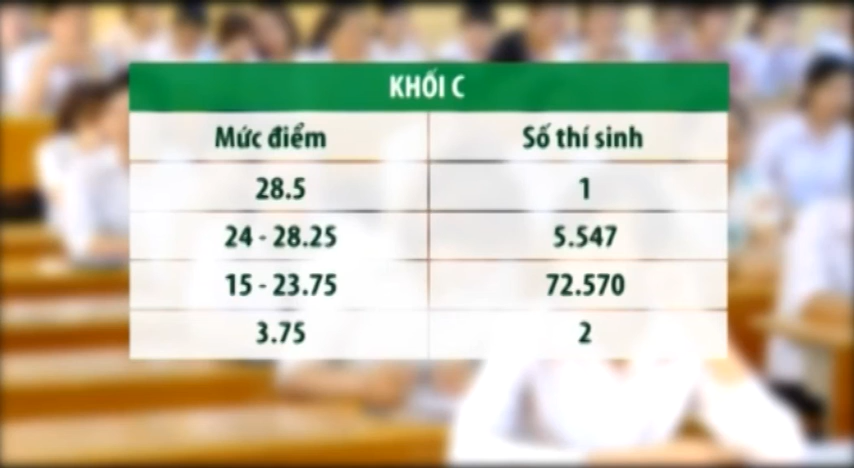 KHỐI C
Mức điểm Số thí sinh
28.5 1
24 - 28.25 5.547
15 - 23.75 72.570
3.75 2